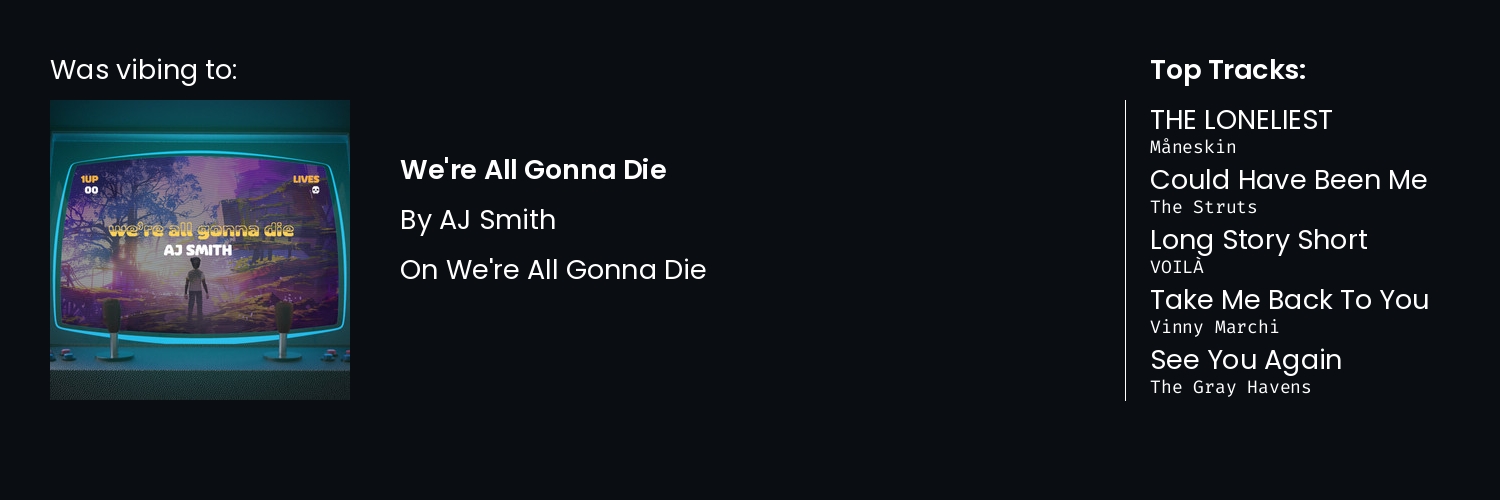 Was vibing to:
1UP
00
LIVES
we're all gonna die
AJ SMITH
We're All Gonna Die
By AJ Smith
On We're All Gonna Die
Top Tracks:
THE LONELIEST
Måneskin
Could Have Been Me
The Struts
Long Story Short
VOILÀ
Take Me Back To You
Vinny Marchi
See You Again
The Gray Havens